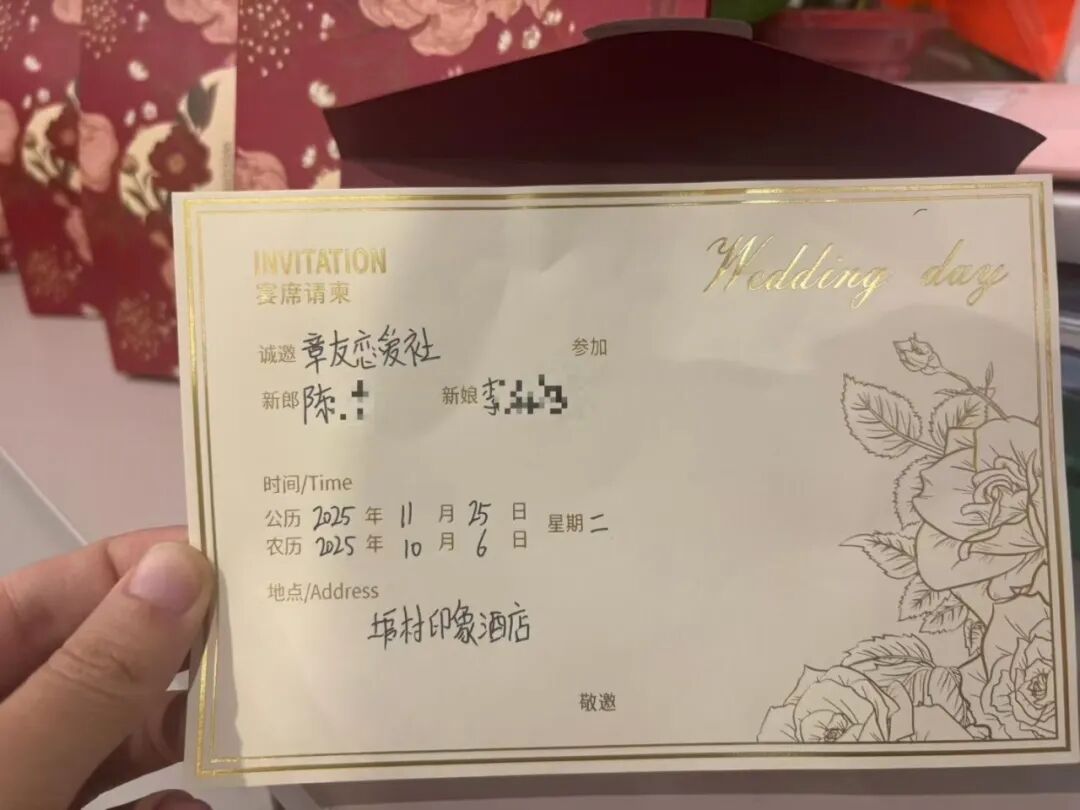 INVITATION
Wedding day
宴席请柬
诚邀 章友恋爱社 参加
新郎 陈 新娘 李
时间/Time
公历 2025 年 11 月 25 日 星期 二
农历 2025 年 10 月 6 日
地点/Address
埠村印象酒店
敬邀